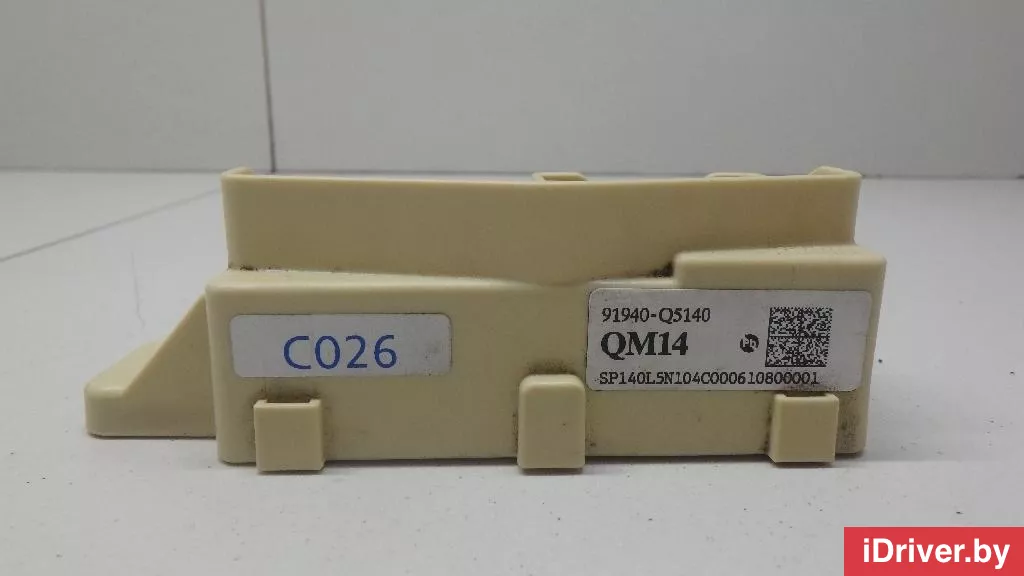 C026
91940-Q5140
QM14
Pb
SP140L5N104C000610800001
iDriver.by